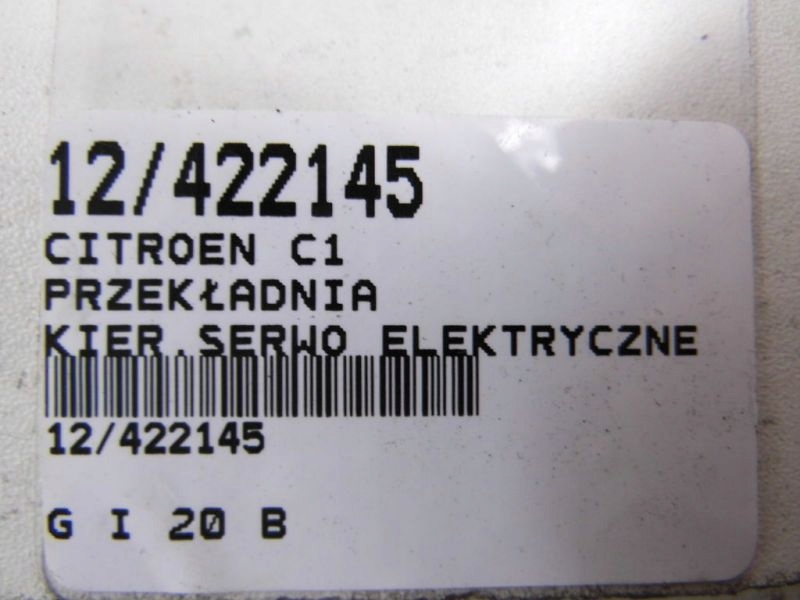 12/422145
CITROEN C1
PRZEKŁADNIA
KIER.SERWO ELEKTRYCZNE
12/422145
G I 20 B